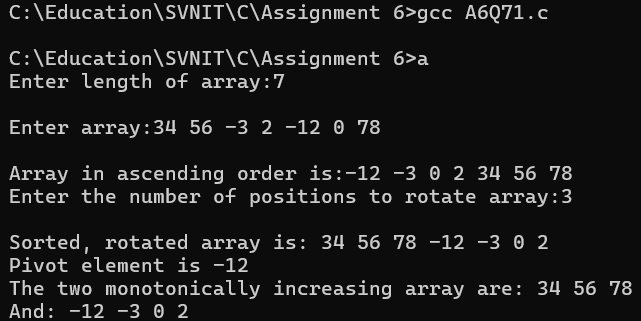 C:\Education\SVNIT\C\Assignment 6>gcc A6Q71.c
C:\Education\SVNIT\C\Assignment 6>a
Enter length of array:7
Enter array:34 56 -3 2 -12 0 78
Array in ascending order is:-12 -3 0 2 34 56 78
Enter the number of positions to rotate array:3
Sorted, rotated array is: 34 56 78 -12 -3 0 2
Pivot element is -12
The two monotonically increasing array are: 34 56 78
And: -12 -3 0 2